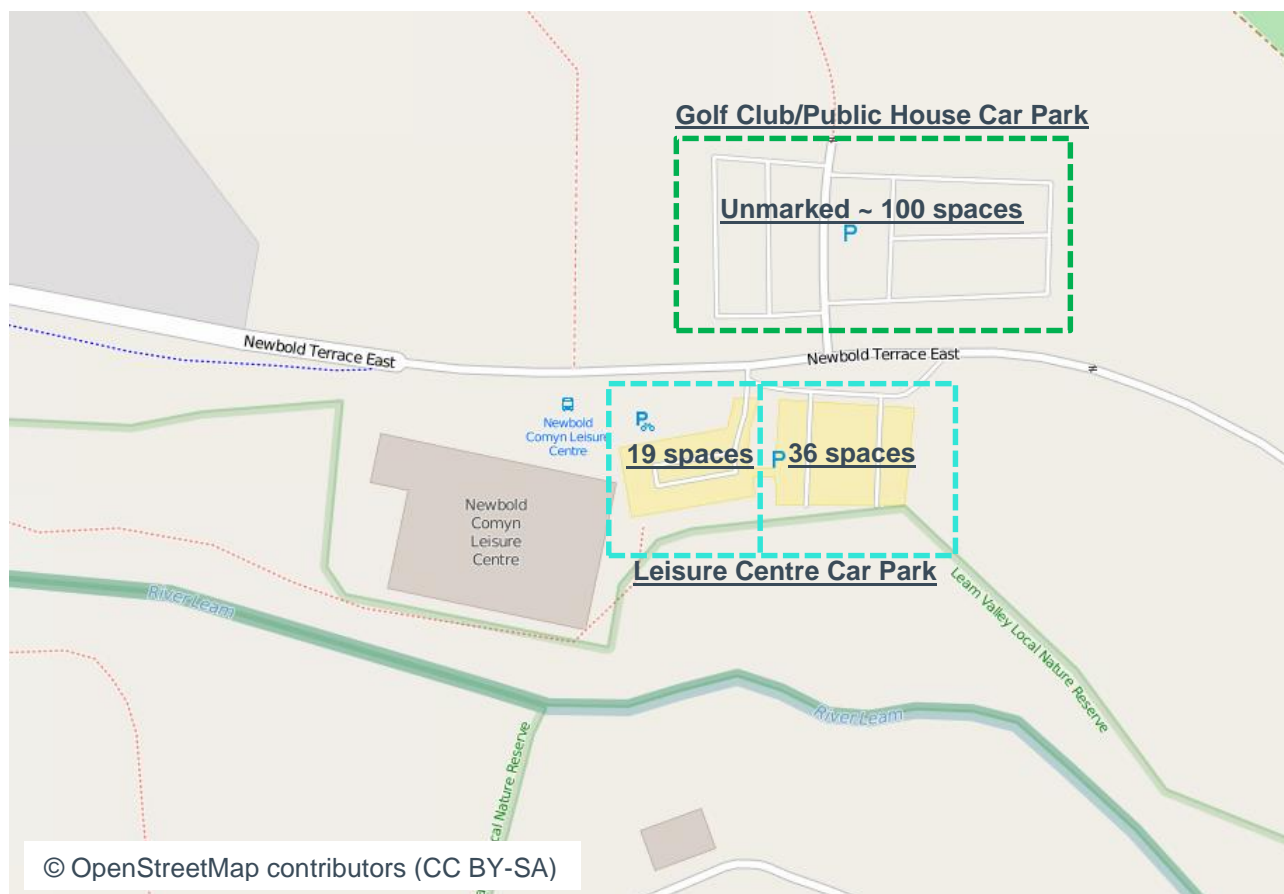 Golf Club/Public House Car Park
Unmarked ~ 100 spaces
P
Newbold Terrace East
Newbold Terrace East
Newbold
Comyn Leisure
Centre
P
19 spaces
P
36 spaces
Newbold
Comyn
Leisure
Centre
Leisure Centre Car Park
River Leam
Leam Valley Local Nature Reserve
River Leam
cal Nature Reserve
© OpenStreetMap contributors (CC BY-SA)